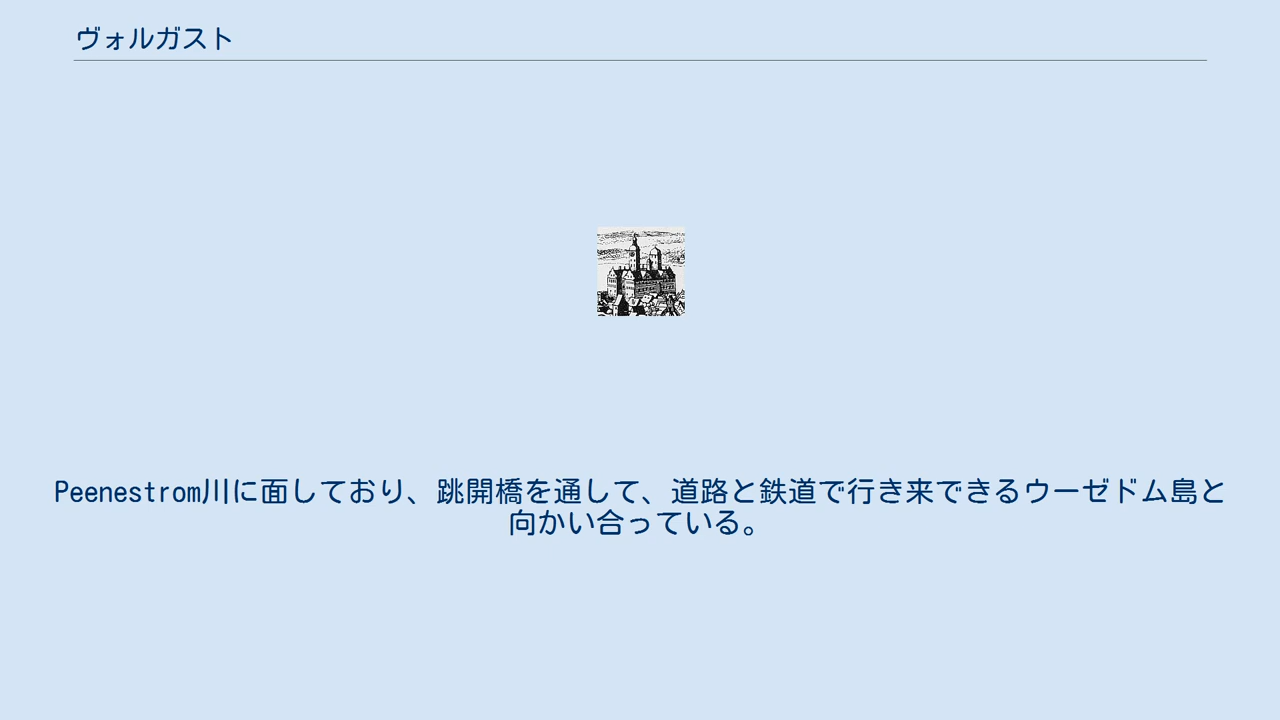 ヴォルガスト
Peenestrom川に面しており、跳開橋を通して、道路と鉄道で行き来できるウーゼドム島と
向かい合っている。